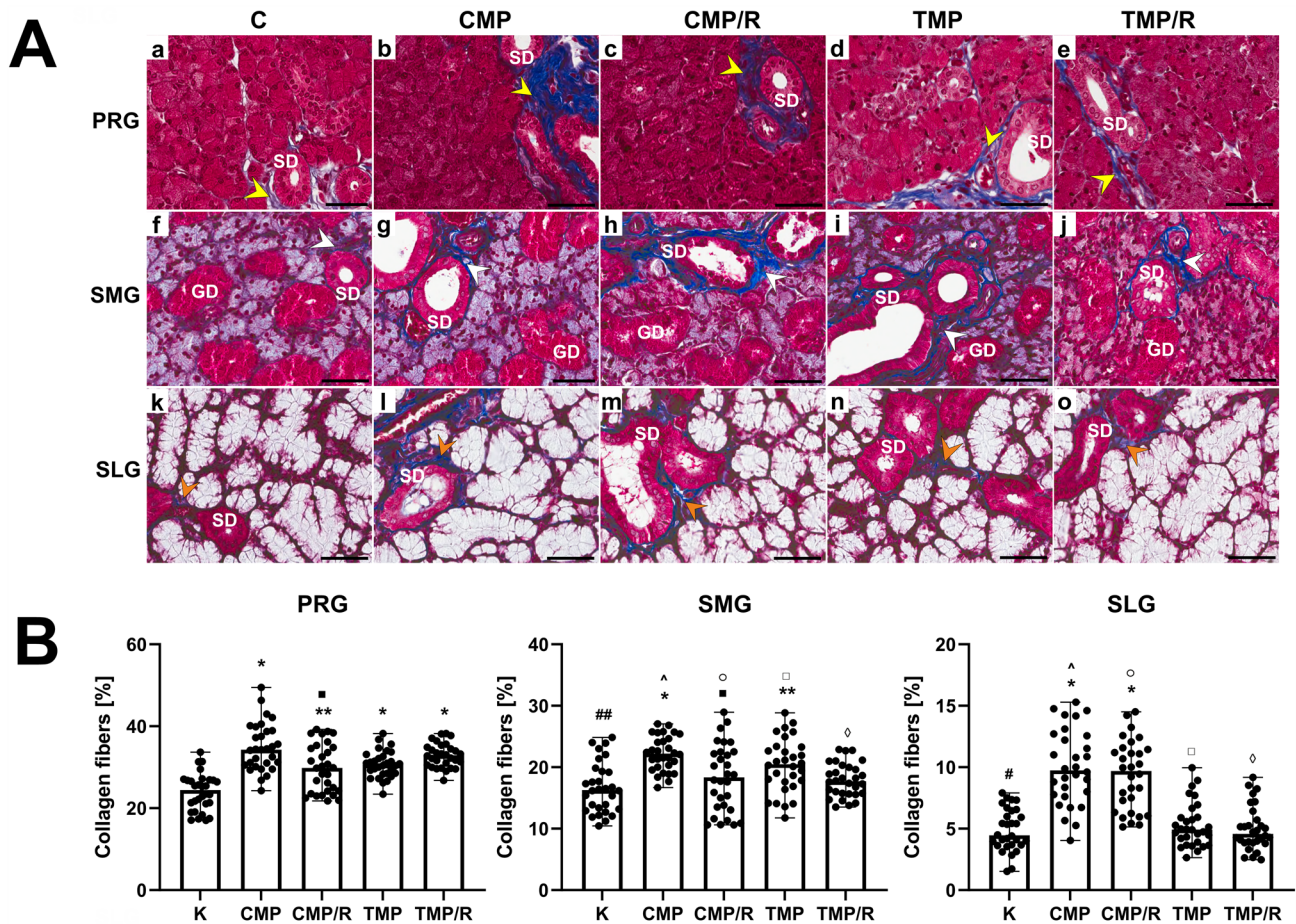 A
C CMP CMP/R TMP TMP/R
PRG
a SD
b SD
c SD
d SD
e SD
SMG
f GD SD
g SD GD
h SD GD
i SD GD
j SD GD
SLG
k SD
l SD
m SD
n SD
o SD
B
PRG
Collagen fibers [%]
60
40
20
0
* ■ ** * *
K CMP CMP/R TMP TMP/R
SMG
Collagen fibers [%]
40
30
20
10
0
^ ○ □
## * ■ ** ◊
K CMP CMP/R TMP TMP/R
SLG
Collagen fibers [%]
20
15
10
5
0
^ ○
# * * □ ◊
K CMP CMP/R TMP TMP/R